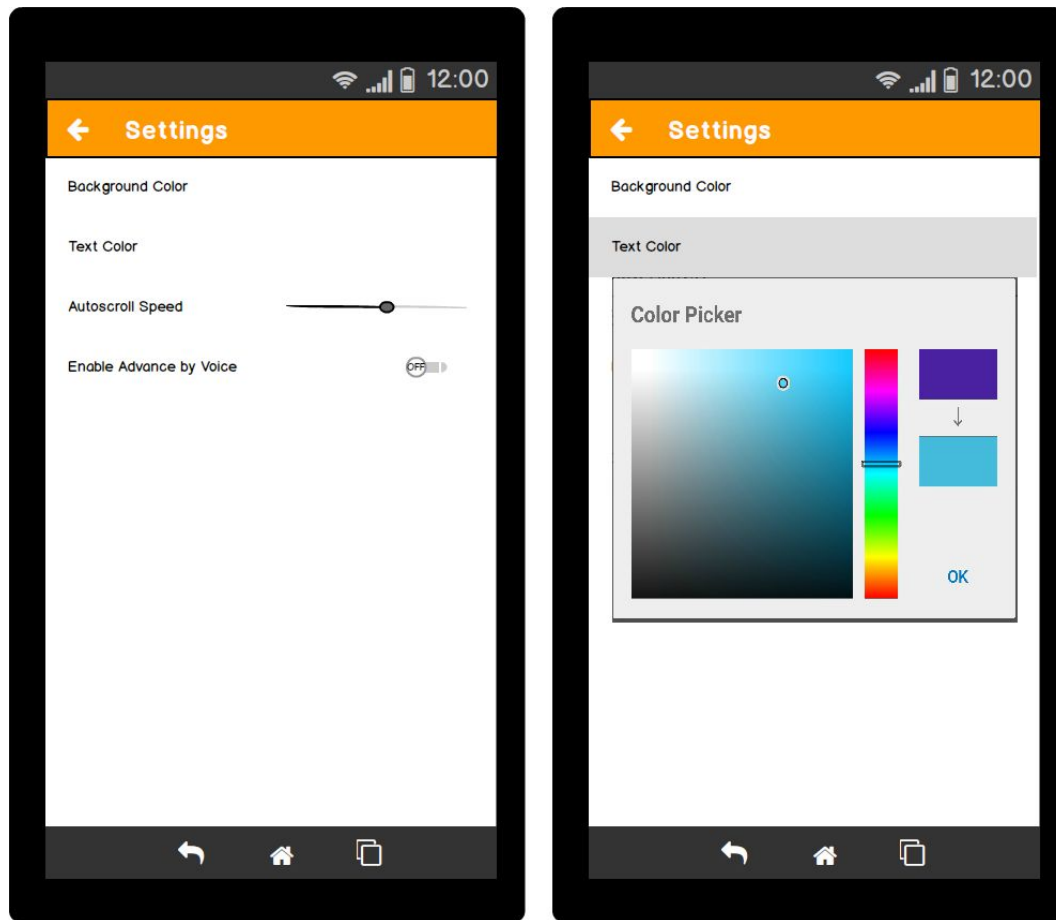 12:00
Settings
Background Color
Text Color
Autoscroll Speed
Enable Advance by Voice
OFF
12:00
Settings
Background Color
Text Color
Color Picker
OK